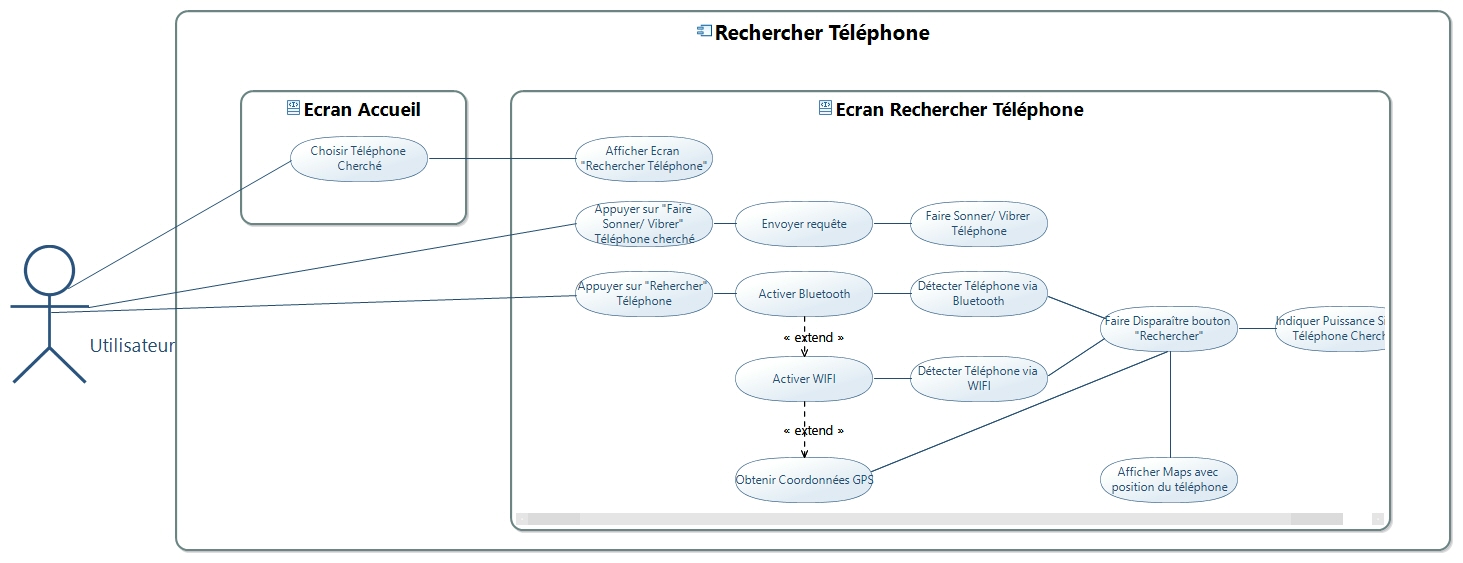 Rechercher Téléphone
Ecran Accueil
Ecran Rechercher Téléphone
Choisir Téléphone
Cherché
Afficher Ecran
"Rechercher Téléphone"
Appuyer sur "Faire
Sonner/ Vibrer"
Téléphone cherché
Envoyer requête
Faire Sonner/ Vibrer
Téléphone
Appuyer sur "Rehercher"
Téléphone
Activer Bluetooth
Détecter Téléphone via
Bluetooth
Faire Disparaître bouton
"Rechercher"
Indiquer Puissance Si
Téléphone Cherch
« extend »
Utilisateur
Activer WIFI
Détecter Téléphone via
WIFI
« extend »
Obtenir Coordonnées GPS
Afficher Maps avec
position du téléphone